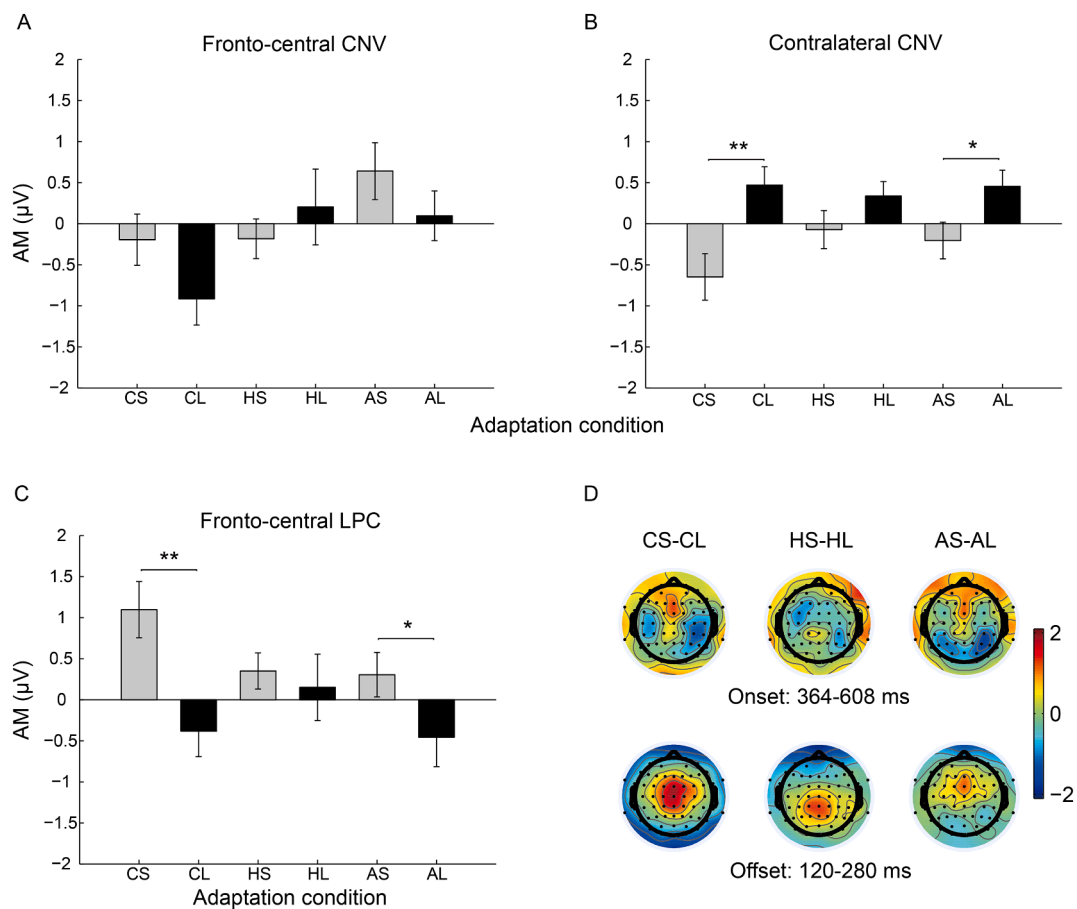 A
Fronto-central CNV
2
1.5
1
0.5
0
−0.5
−1
−1.5
−2
AM (µV)
CS CL HS HL AS AL
B
Contralateral CNV
2
1.5
1
0.5
0
−0.5
−1
−1.5
−2
** *
CS CL HS HL AS AL
Adaptation condition
C
Fronto-central LPC
2
1.5
1
0.5
0
−0.5
−1
−1.5
−2
AM (µV)
** *
CS CL HS HL AS AL
Adaptation condition
D
CS-CL HS-HL AS-AL
Onset: 364-608 ms
Offset: 120-280 ms
2
0
−2